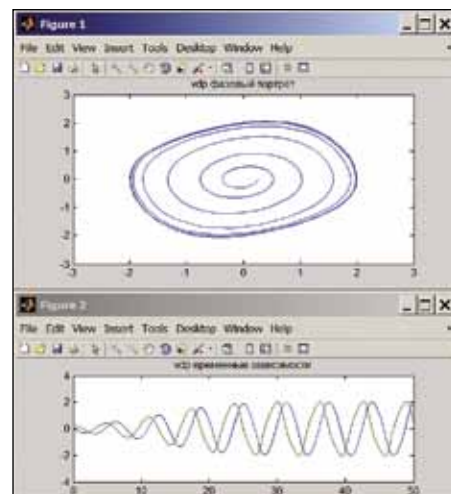 Figure 1
File Edit View Insert Tools Desktop Window Help
vdp фазовый портрет
3
2
1
0
-1
-2
-3
-3 -2 -1 0 1 2 3
Figure 2
File Edit View Insert Tools Desktop Window Help
vdp временные зависимости
4
2
0
-2
-4
0 10 20 30 40 50